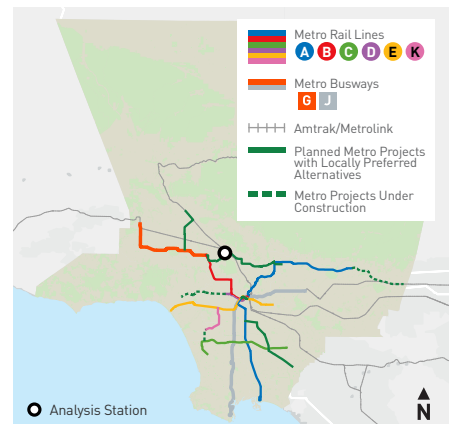 Metro Rail Lines
A B C D E K
Metro Busways
G J
Amtrak/Metrolink
Planned Metro Projects
with Locally Preferred
Alternatives
Metro Projects Under
Construction
Analysis Station
N